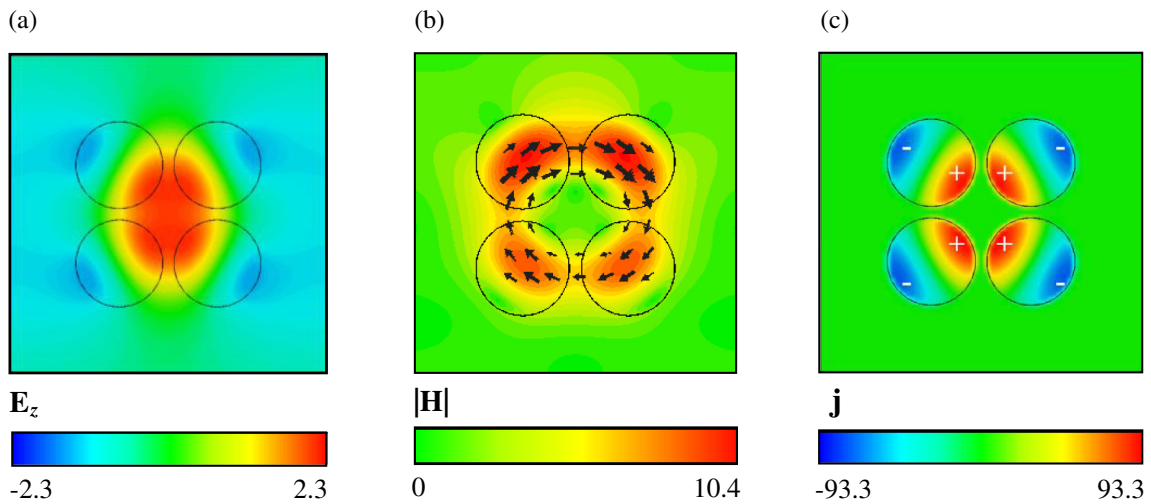 (a) (b) (c)
- - + + - -
+ +
E_z |H| j
-2.3 2.3 0 10.4 -93.3 93.3